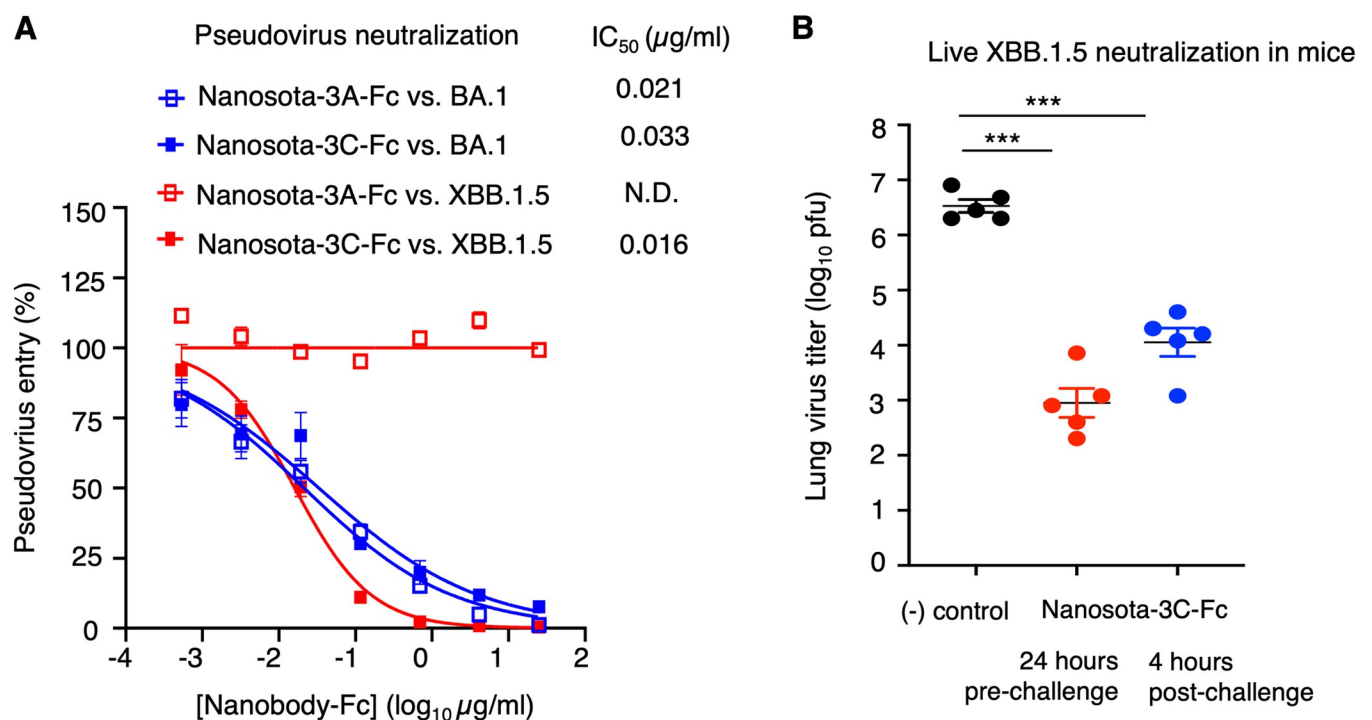 A
Pseudovirus neutralization IC50 (µg/ml)
Nanosota-3A-Fc vs. BA.1 0.021
Nanosota-3C-Fc vs. BA.1 0.033
Nanosota-3A-Fc vs. XBB.1.5 N.D.
Nanosota-3C-Fc vs. XBB.1.5 0.016
Pseudovrius entry (%)
150
125
100
75
50
25
0
-4 -3 -2 -1 0 1 2
[Nanobody-Fc] (log10 µg/ml)
B
Live XBB.1.5 neutralization in mice
***
***
Lung virus titer (log10 pfu)
8
7
6
5
4
3
2
1
0
(-) control Nanosota-3C-Fc
24 hours 4 hours
pre-challenge post-challenge